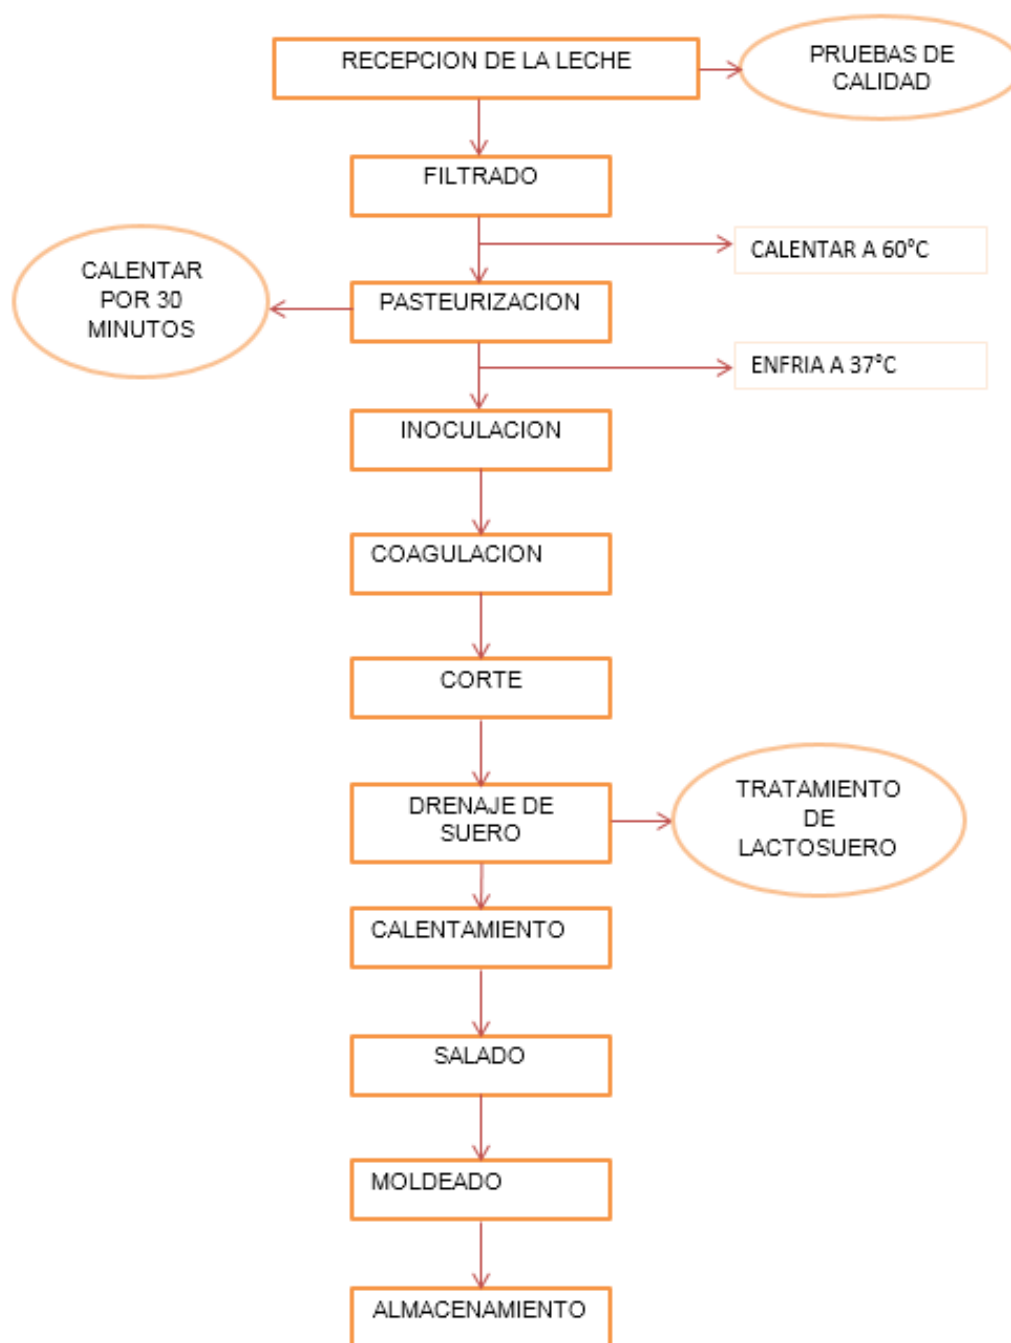 RECEPCION DE LA LECHE
PRUEBAS DE
CALIDAD
FILTRADO
CALENTAR A 60°C
CALENTAR
POR 30
MINUTOS
PASTEURIZACION
ENFRIA A 37°C
INOCULACION
COAGULACION
CORTE
DRENAJE DE
SUERO
TRATAMIENTO
DE
LACTOSUERO
CALENTAMIENTO
SALADO
MOLDEADO
ALMACENAMIENTO